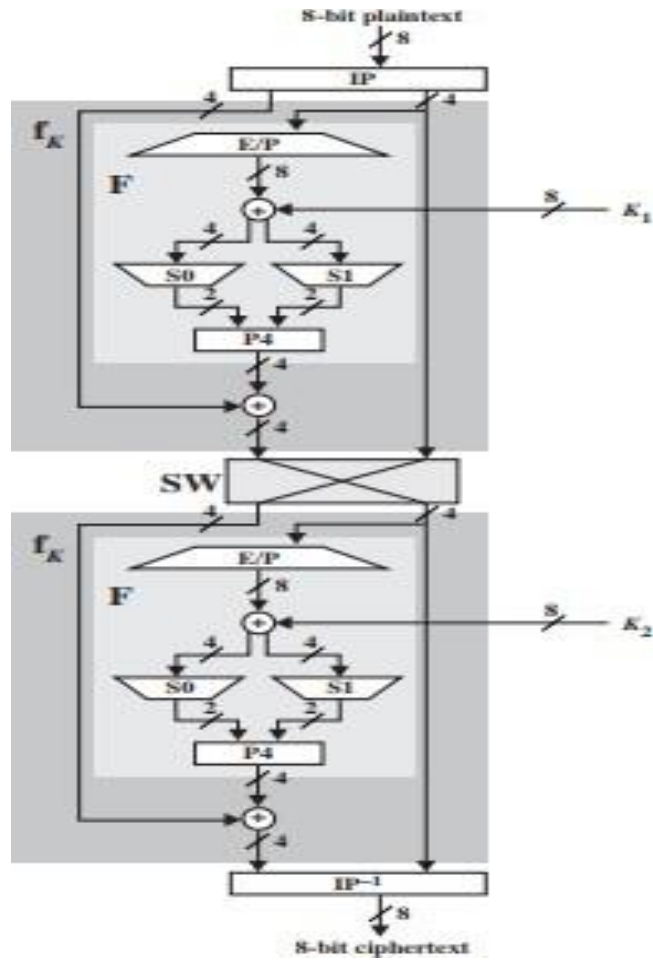 8-bit plaintext
8
IP
4 4
fK
E/P
F
8
8
K1
4 4
S0 S1
2 2
P4
4
4
SW
4 4
fK
E/P
F
8
8
K2
4 4
S0 S1
2 2
P4
4
4
IP–1
8
8-bit ciphertext